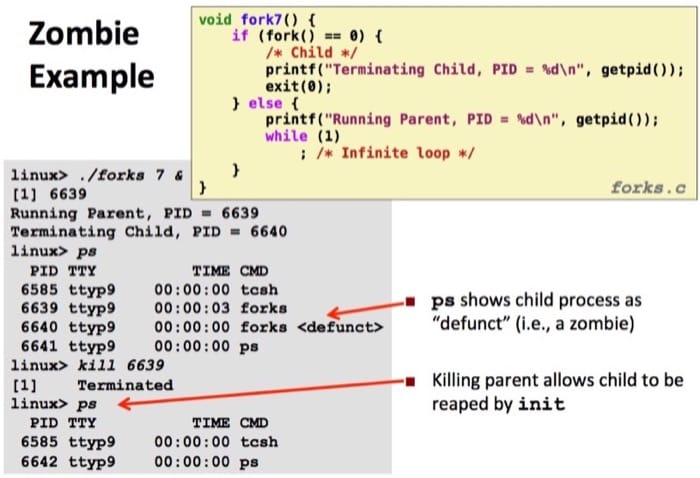 Zombie
Example
void fork7() {
    if (fork() == 0) {
        /* Child */
        printf("Terminating Child, PID = %d\n", getpid());
        exit(0);
    } else {
        printf("Running Parent, PID = %d\n", getpid());
        while (1)
            ; /* Infinite loop */
    }
}
forks.c
linux> ./forks 7 &
[1] 6639
Running Parent, PID = 6639
Terminating Child, PID = 6640
linux> ps
  PID TTY          TIME CMD
 6585 ttyp9    00:00:00 tcsh
 6639 ttyp9    00:00:03 forks
 6640 ttyp9    00:00:00 forks <defunct>
 6641 ttyp9    00:00:00 ps
linux> kill 6639
[1]    Terminated
linux> ps
  PID TTY          TIME CMD
 6585 ttyp9    00:00:00 tcsh
 6642 ttyp9    00:00:00 ps
ps shows child process as
"defunct" (i.e., a zombie)
Killing parent allows child to be
reaped by init